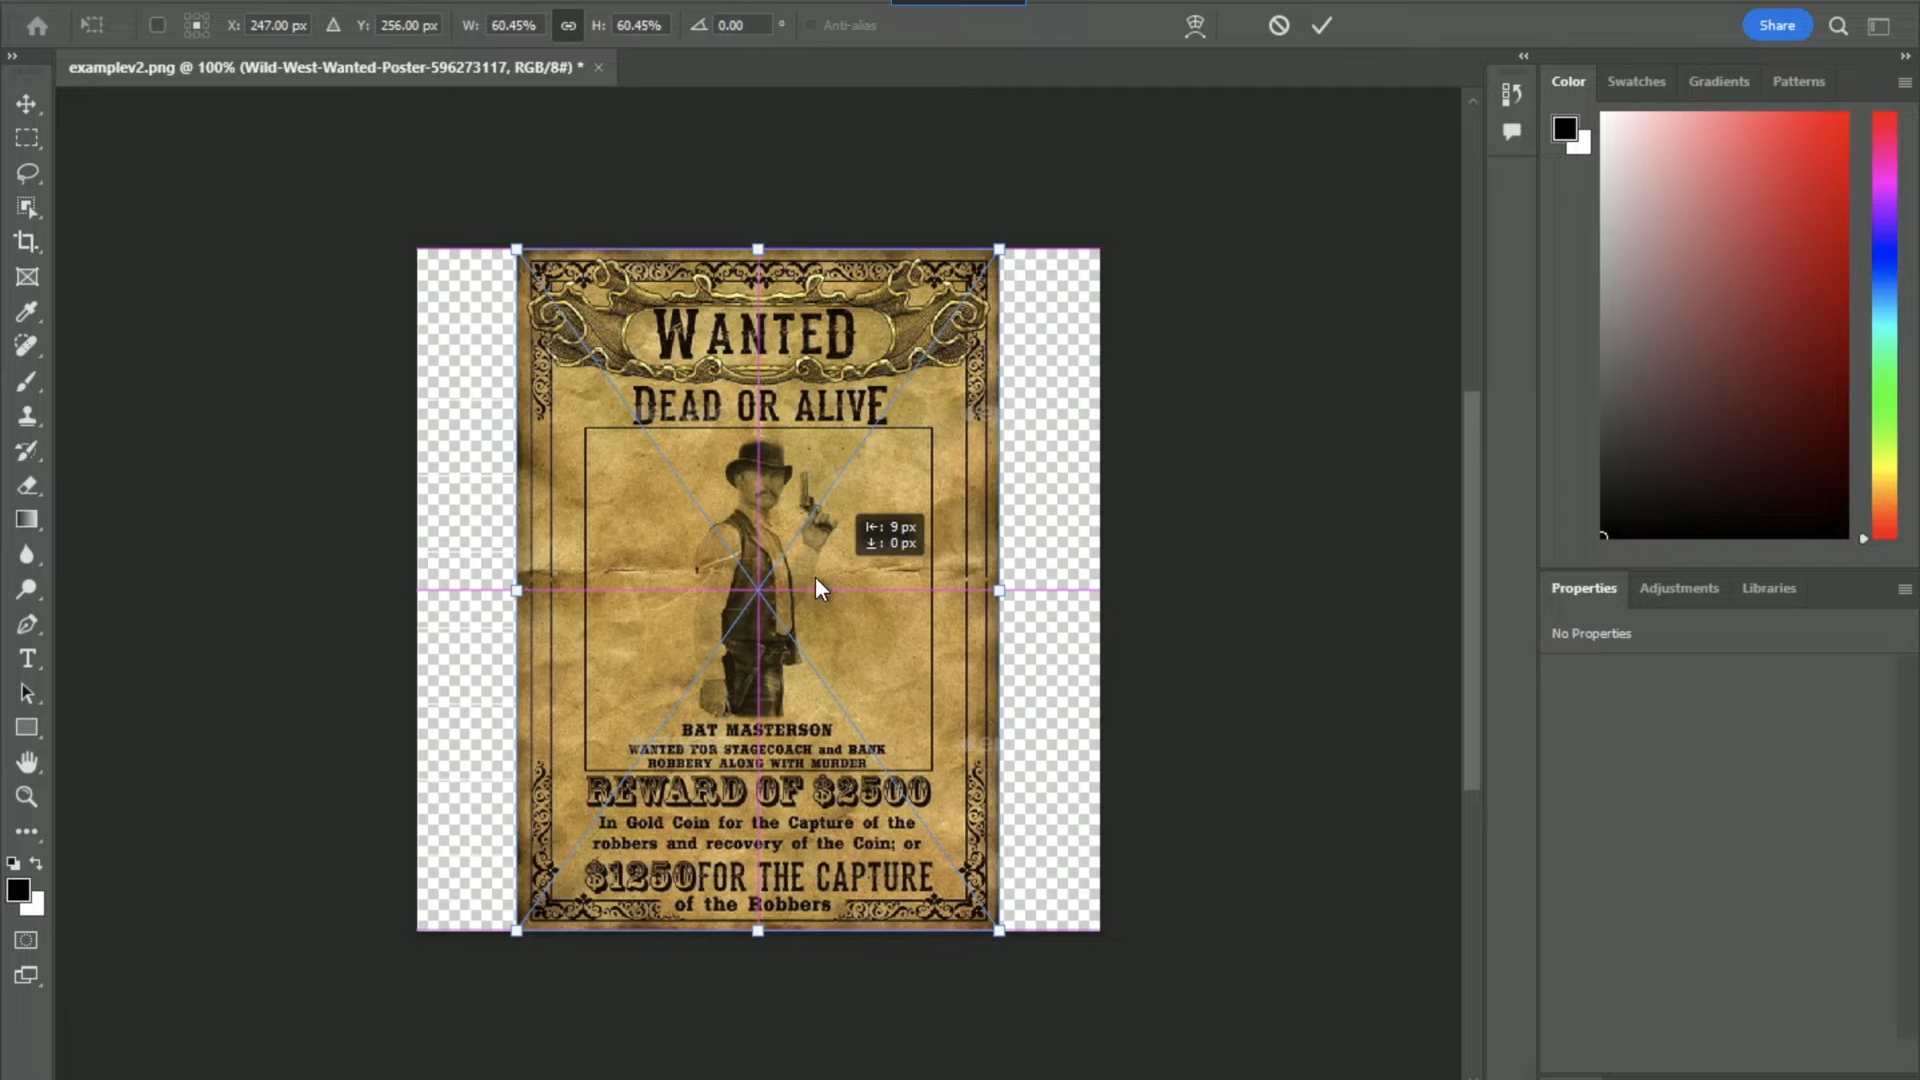 X: 247.00 px Y: 256.00 px W: 60.45% H: 60.45% 0.00 ° Anti-alias Share
examplev2.png @ 100% (Wild-West-Wanted-Poster-596273117, RGB/8#) * ×
Color Swatches Gradients Patterns
WANTED
DEAD OR ALIVE
9 px
0 px
Properties Adjustments Libraries
No Properties
BAT MASTERSON
WANTED FOR STAGECOACH and BANK
ROBBERY ALONG WITH MURDER
REWARD OF $2500
In Gold Coin for the Capture of the
robbers and recovery of the Coin; or
$1250 FOR THE CAPTURE
of the Robbers